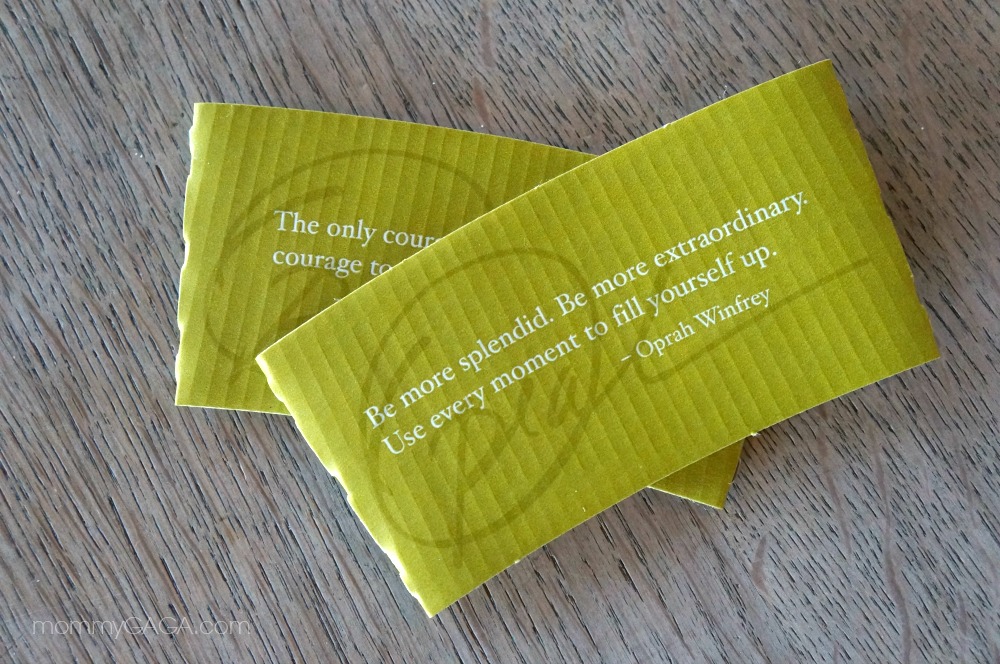 The only
courage to
Be more splendid. Be more extraordinary.
Use every moment to fill yourself up.
– Oprah Winfrey
Oprah
mommyGAGA.com